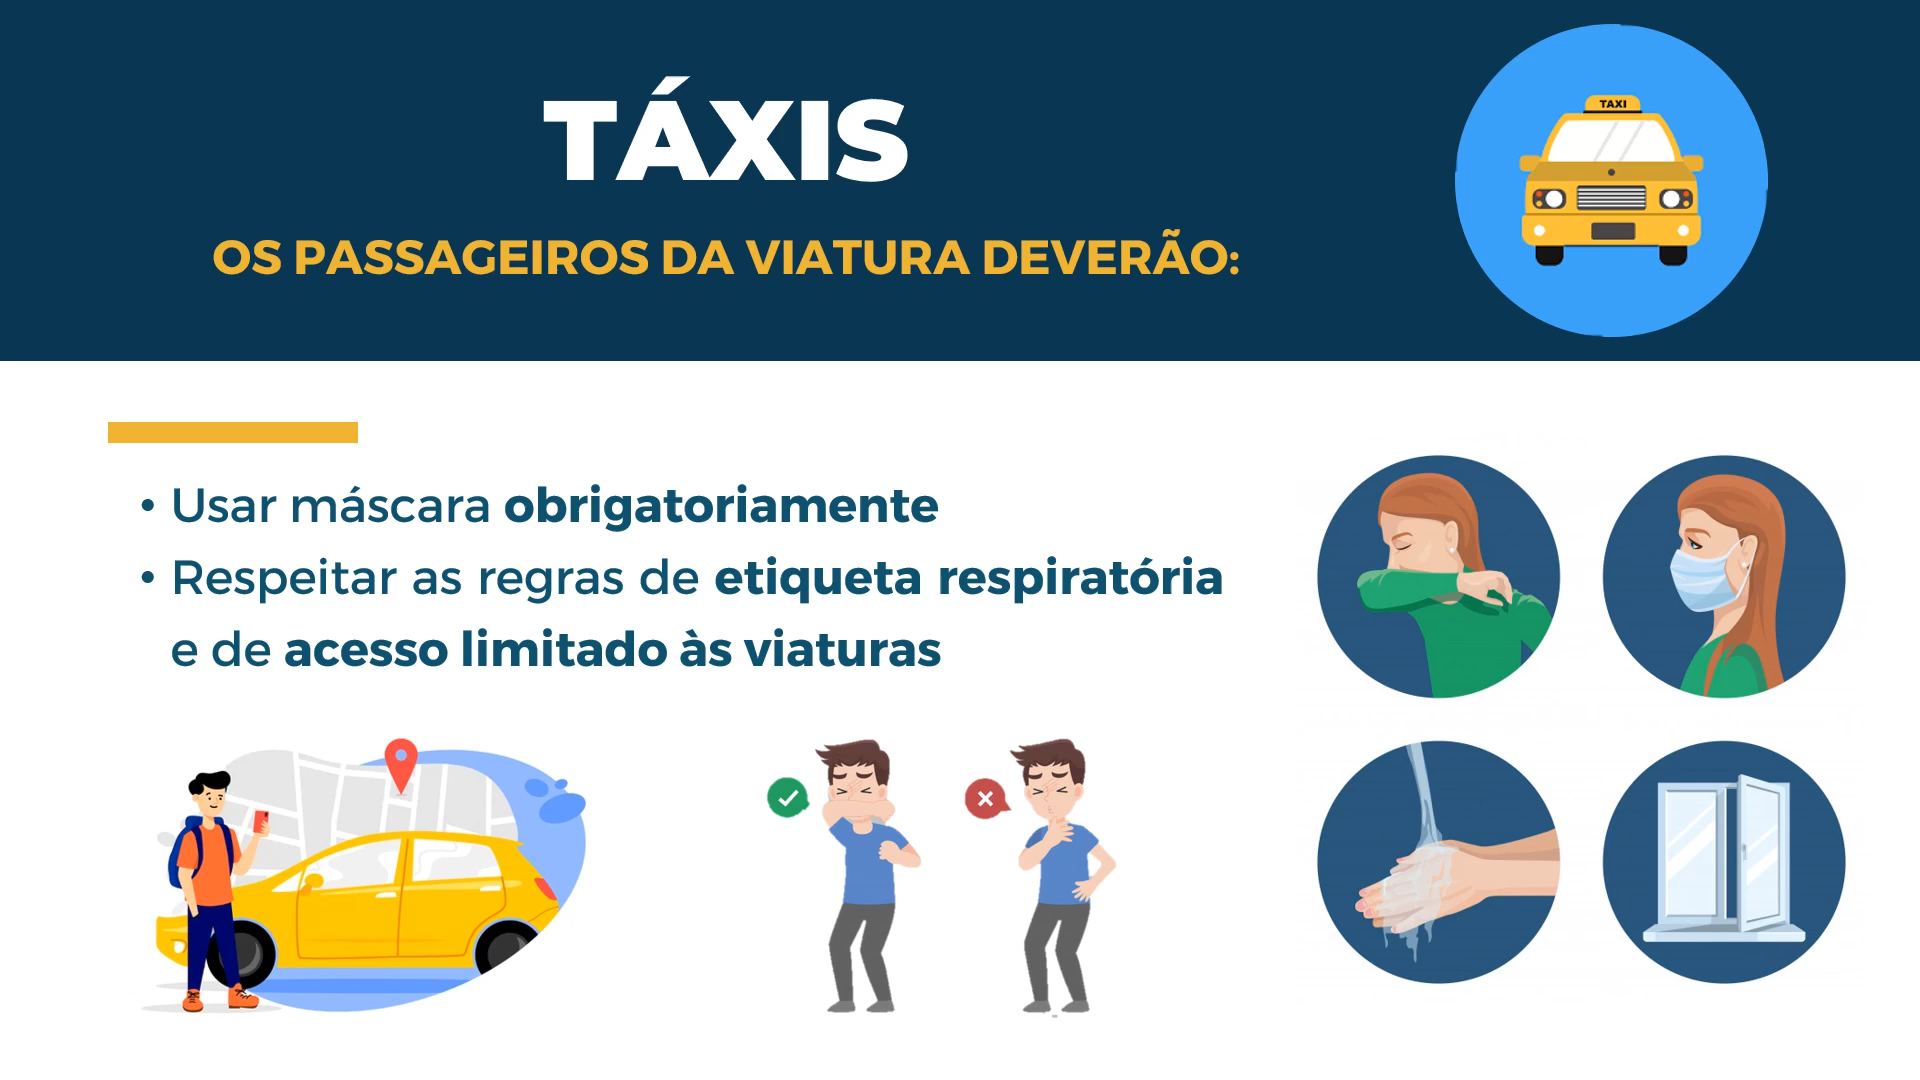 TÁXIS
TAXI
OS PASSAGEIROS DA VIATURA DEVERÃO:
• Usar máscara obrigatoriamente
• Respeitar as regras de etiqueta respiratória
e de acesso limitado às viaturas